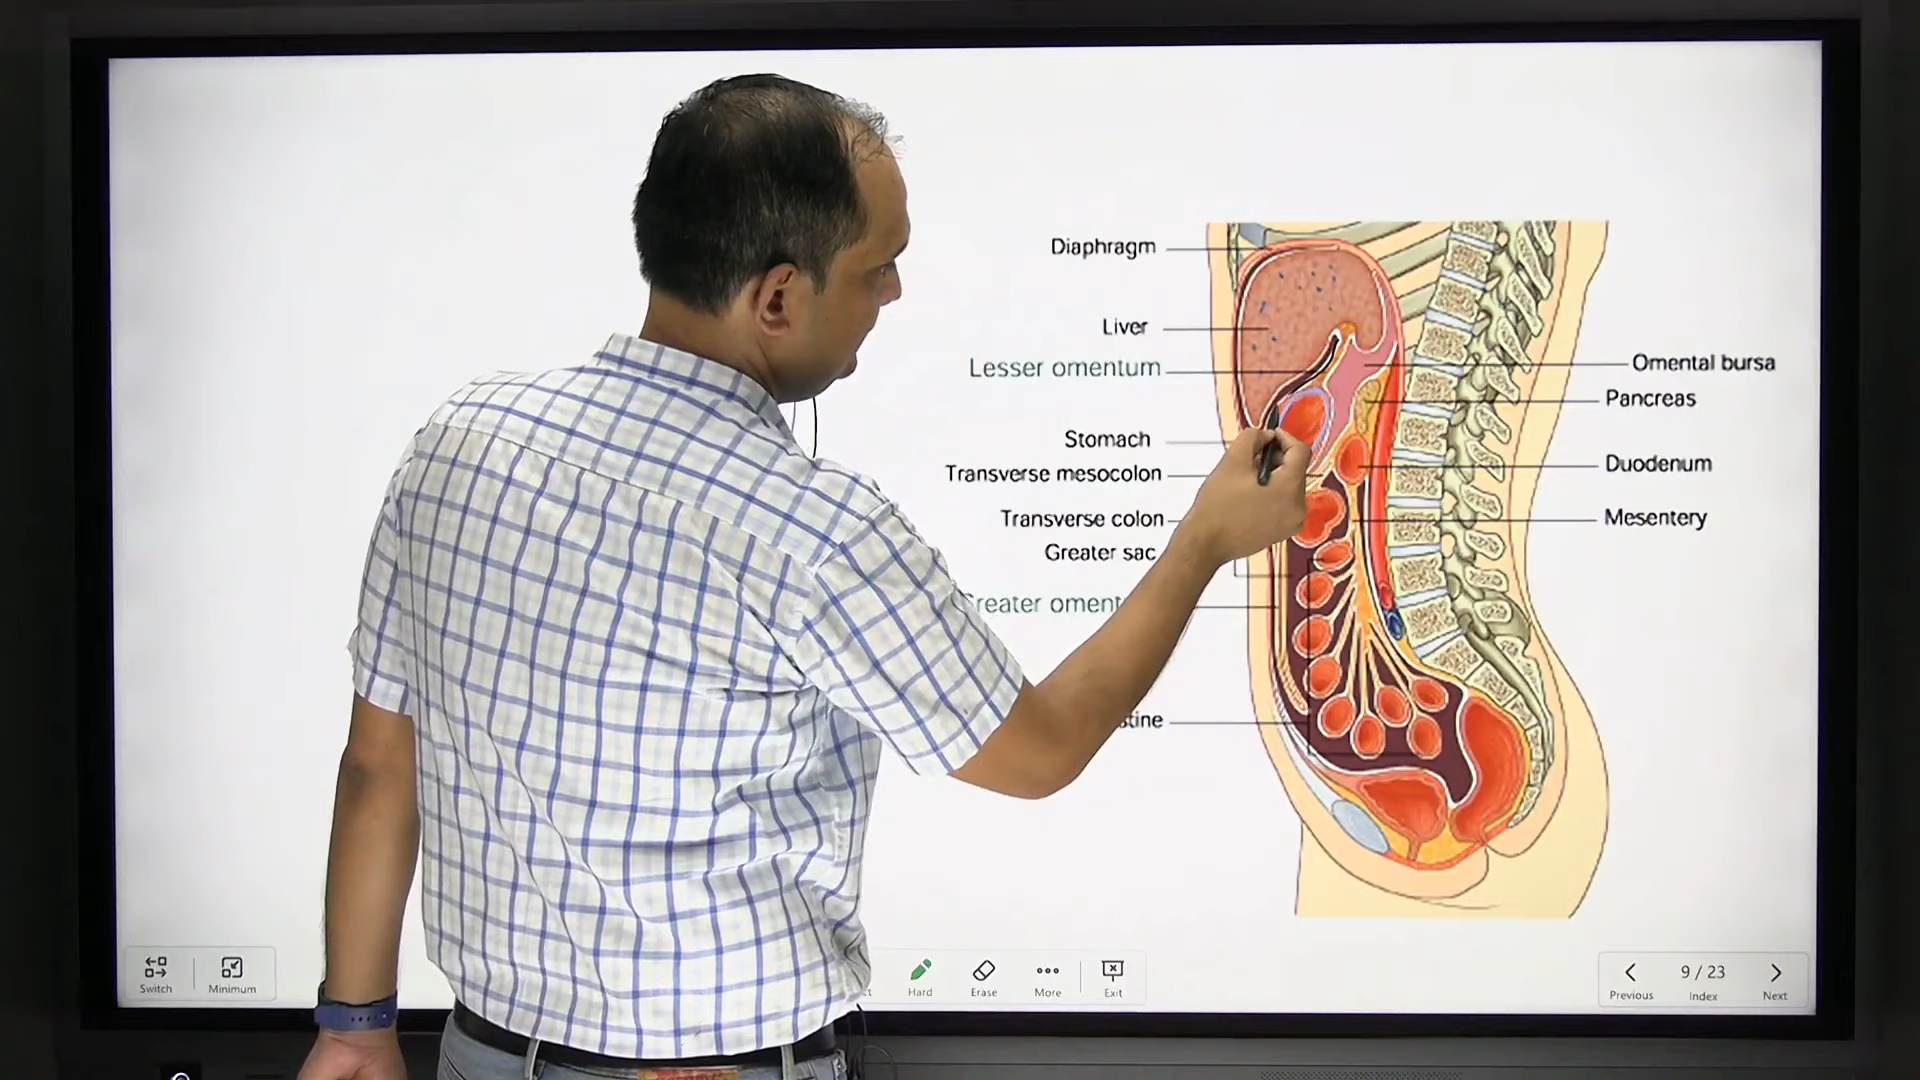 Diaphragm
Liver
Lesser omentum
Omental bursa
Pancreas
Stomach
Duodenum
Transverse mesocolon
Transverse colon
Mesentery
Greater sac
Switch
Minimum
Hard
Erase
More
Exit
Previous
9 / 23
Index
Next